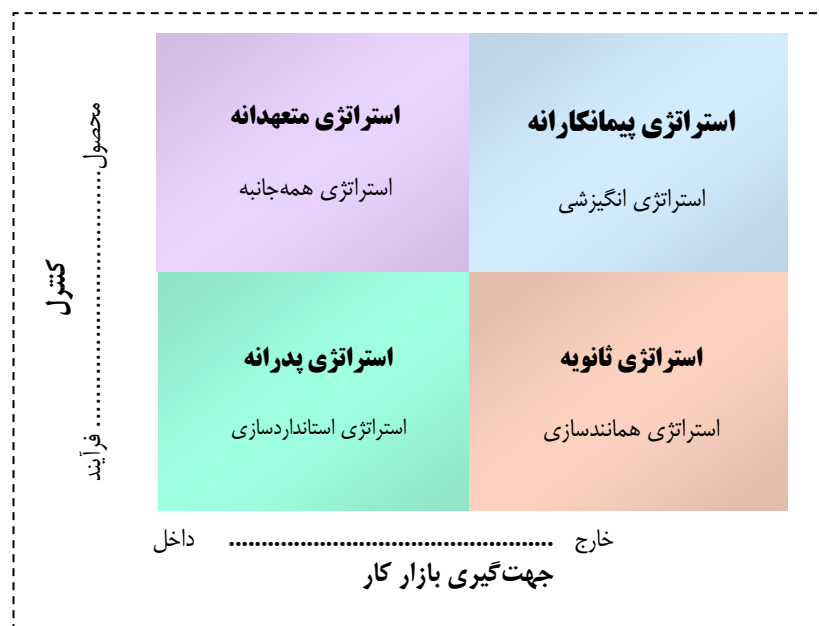 استراتژی پیمانکارانه
استراتژی انگیزشی
استراتژی متعهدانه
استراتژی همه‌جانبه
استراتژی ثانویه
استراتژی همانندسازی
استراتژی پدرانه
استراتژی استانداردسازی
محصول.......................................... فرآیند
کنترل
خارج .................................................. داخل
جهت‌گیری بازار کار